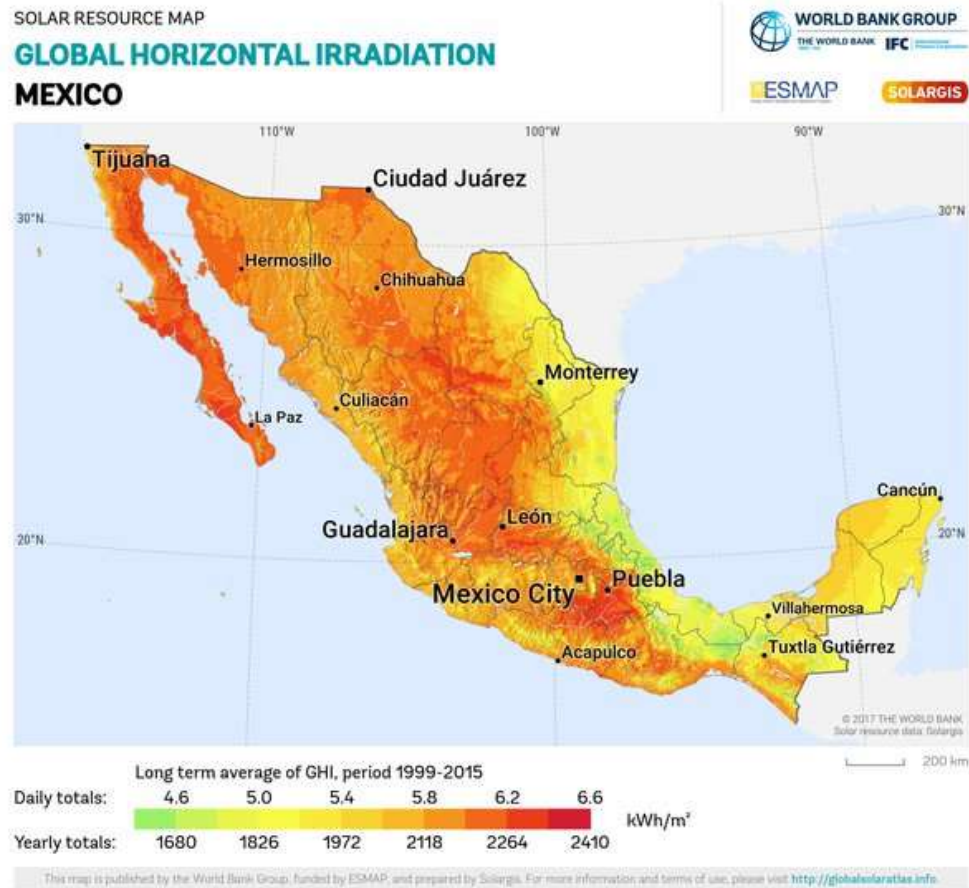 SOLAR RESOURCE MAP
GLOBAL HORIZONTAL IRRADIATION
MEXICO
WORLD BANK GROUP
THE WORLD BANK IFC
ESMAP
SOLARGIS
110°W 100°W 90°W
Tijuana
Ciudad Juárez
30°N 30°N
Hermosillo
Chihuahua
Monterrey
Culiacán
La Paz
Cancún
León
Guadalajara
20°N 20°N
Puebla
Mexico City
Villahermosa
Tuxtla Gutiérrez
Acapulco
© 2017 THE WORLD BANK
Solar resource data: Solargis
200 km
Long term average of GHI, period 1999-2015
Daily totals: 4.6 5.0 5.4 5.8 6.2 6.6
kWh/m²
Yearly totals: 1680 1826 1972 2118 2264 2410
This map is published by the World Bank Group, funded by ESMAP, and prepared by Solargis. For more information and terms of use, please visit http://globalsolaratlas.info.